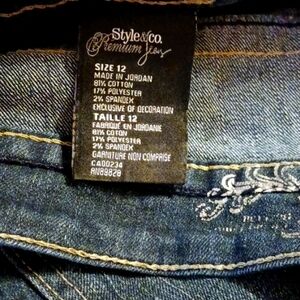 Style&co.
Premium Jeans
SIZE 12
MADE IN JORDAN
81% COTTON
17% POLYESTER
2% SPANDEX
EXCLUSIVE OF DECORATION
TAILLE 12
FABRIQUÉ EN JORDANIE
81% COTON
17% POLYESTER
2% SPANDEX
GARNITURE NON COMPRISE
CA00234
RN89828